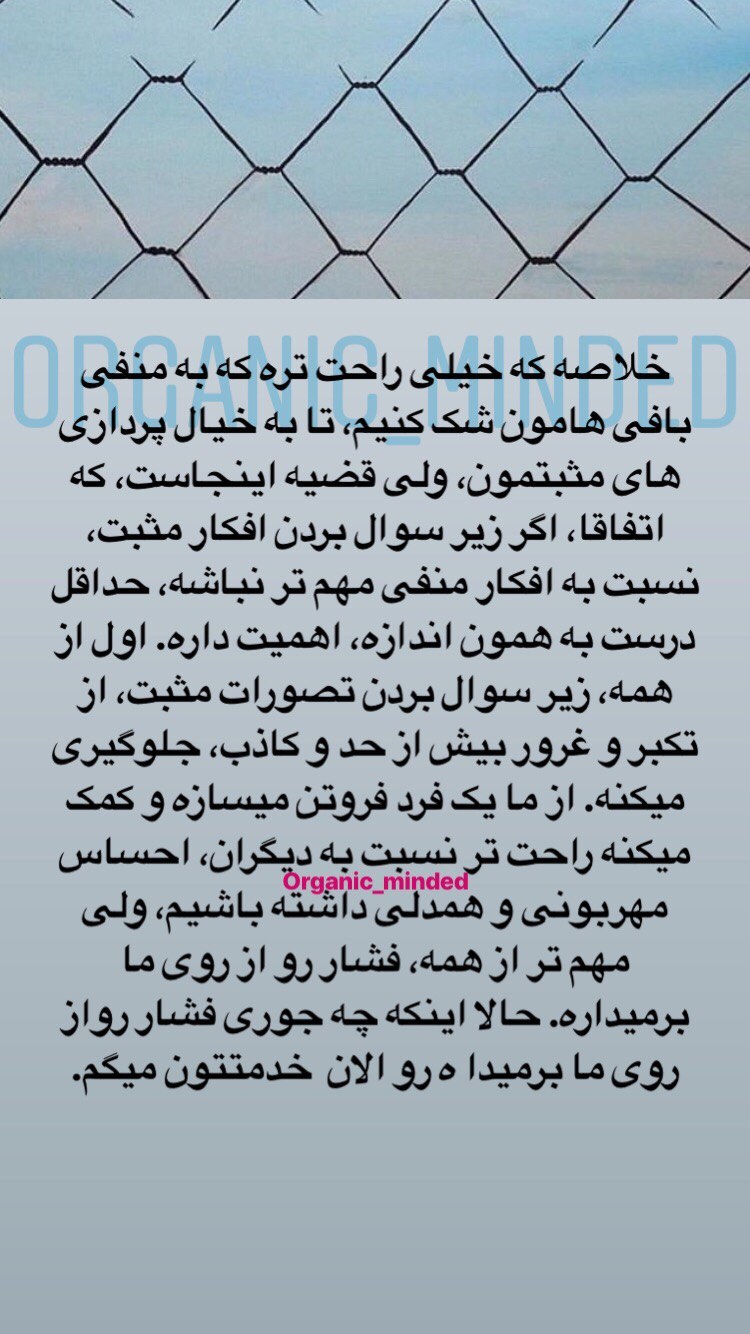 ORGANIC_MINDED
خلاصه که خیلی راحت تره که به منفی
بافی هامون شک کنیم، تا به خیال پردازی
های مثبتمون، ولی قضیه اینجاست، که
اتفاقا، اگر زیر سوال بردن افکار مثبت،
نسبت به افکار منفی مهم تر نباشه، حداقل
درست به همون اندازه، اهمیت داره. اول از
همه، زیر سوال بردن تصورات مثبت، از
تکبر و غرور بیش از حد و کاذب، جلوگیری
میکنه. از ما یک فرد فروتن میسازه و کمک
میکنه راحت تر نسبت به دیگران، احساس
Organic_minded
مهربونی و همدلی داشته باشیم، ولی
مهم تر از همه، فشار رو از روی ما
برمیداره. حالا اینکه چه جوری فشار رواز
روی ما برمیدا ه رو الان خدمتتون میگم.